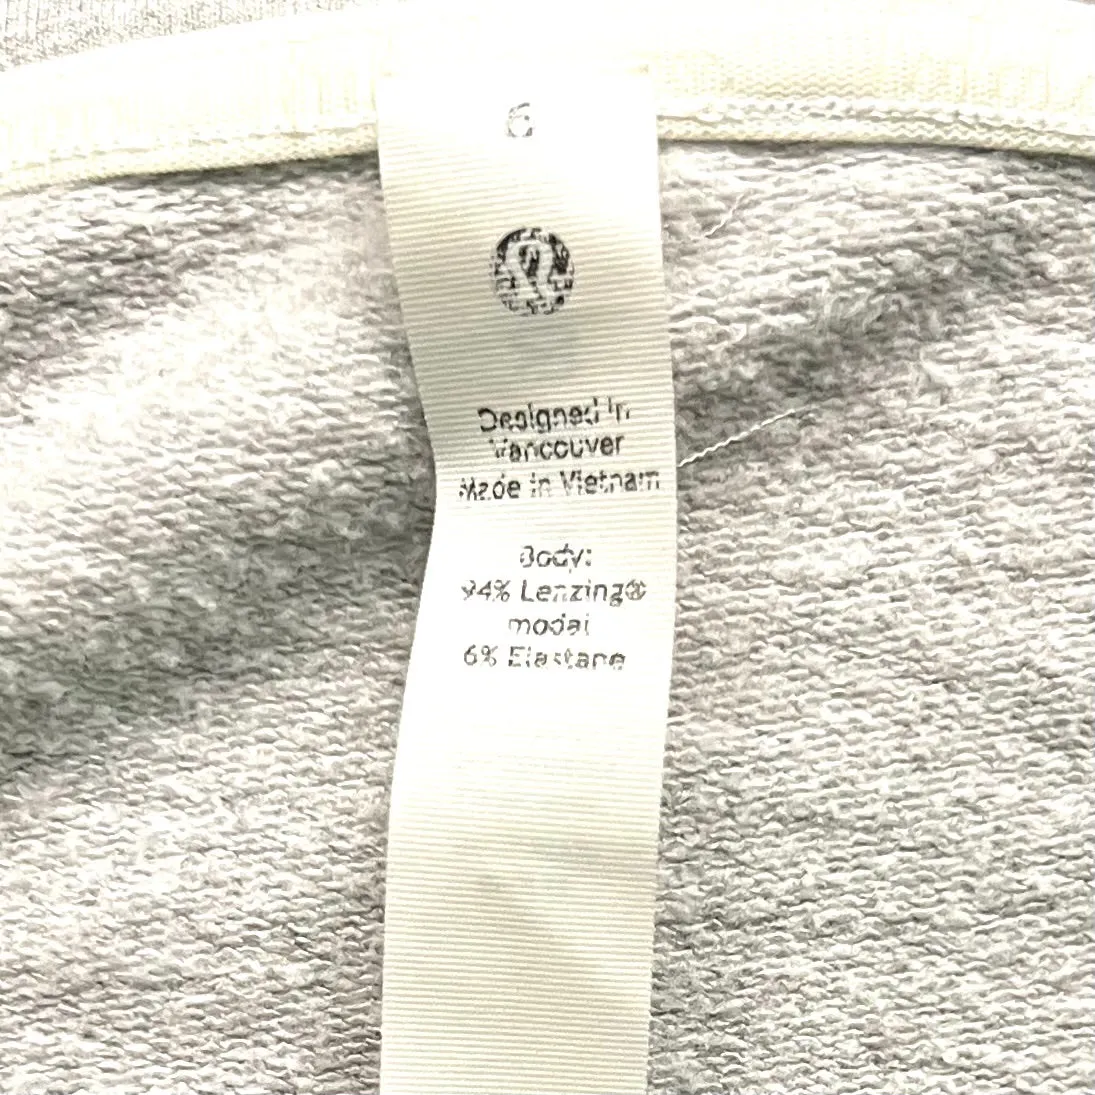 6
Designed in
Vancouver
Made in Vietnam
Body:
94% Lenzing®
modal
6% Elastane